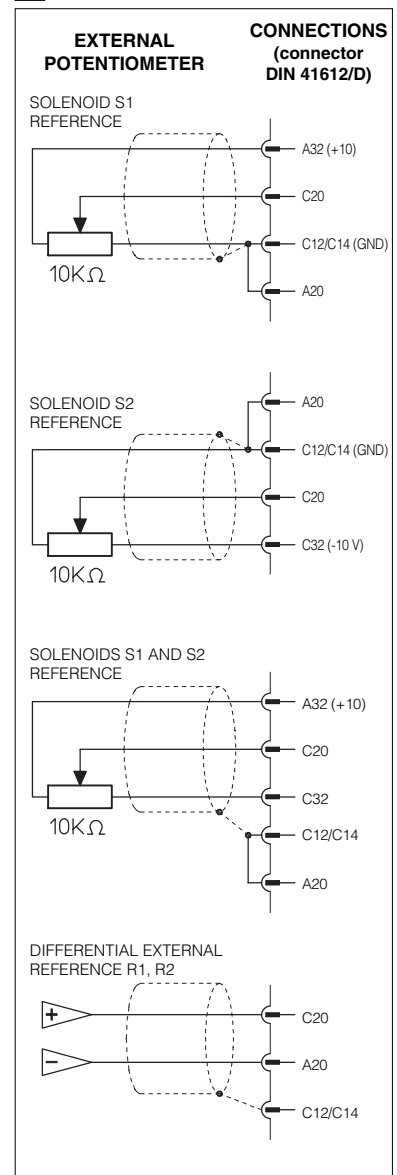 EXTERNAL
POTENTIOMETER
CONNECTIONS
(connector
DIN 41612/D)
SOLENOID S1
REFERENCE
A32 (+10)
C20
C12/C14 (GND)
A20
10KΩ
SOLENOID S2
REFERENCE
A20
C12/C14 (GND)
C20
C32 (-10 V)
10KΩ
SOLENOIDS S1 AND S2
REFERENCE
A32 (+10)
C20
C32
C12/C14
A20
10KΩ
DIFFERENTIAL EXTERNAL
REFERENCE R1, R2
+
C20
−
A20
C12/C14